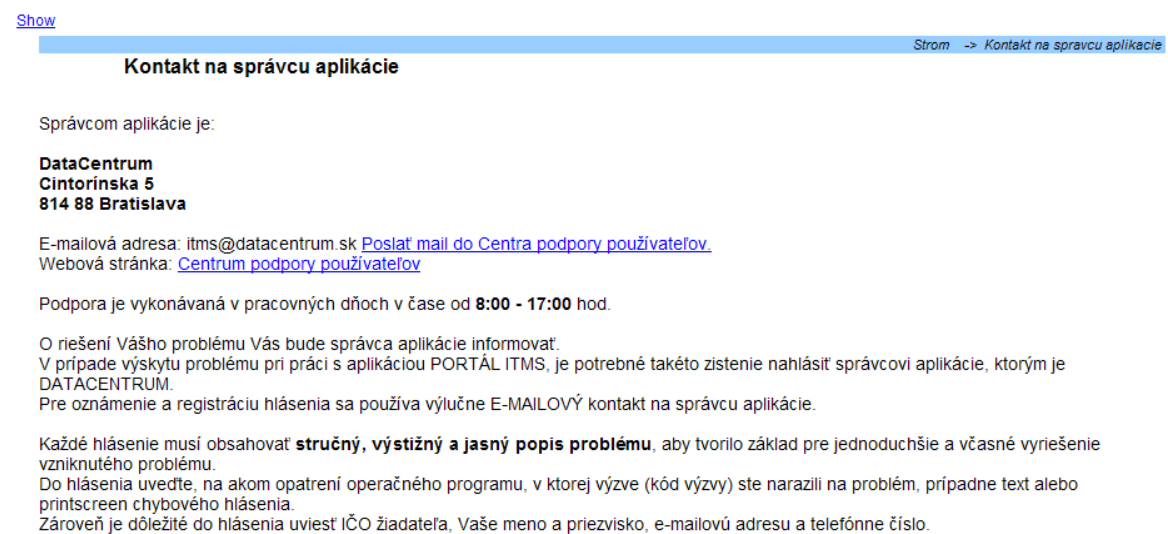 Show
Strom -> Kontakt na spravcu aplikacie
Kontakt na správcu aplikácie
Správcom aplikácie je:
DataCentrum
Cintorínska 5
814 88 Bratislava
E-mailová adresa: itms@datacentrum.sk Poslať mail do Centra podpory používateľov.
Webová stránka: Centrum podpory používateľov
Podpora je vykonávaná v pracovných dňoch v čase od 8:00 - 17:00 hod.
O riešení Vášho problému Vás bude správca aplikácie informovať.
V prípade výskytu problému pri práci s aplikáciou PORTÁL ITMS, je potrebné takéto zistenie nahlásiť správcovi aplikácie, ktorým je
DATACENTRUM.
Pre oznámenie a registráciu hlásenia sa používa výlučne E-MAILOVÝ kontakt na správcu aplikácie.
Každé hlásenie musí obsahovať stručný, výstižný a jasný popis problému, aby tvorilo základ pre jednoduchšie a včasné vyriešenie
vzniknutého problému.
Do hlásenia uveďte, na akom opatrení operačného programu, v ktorej výzve (kód výzvy) ste narazili na problém, prípadne text alebo
printscreen chybového hlásenia.
Zároveň je dôležité do hlásenia uviesť IČO žiadateľa, Vaše meno a priezvisko, e-mailovú adresu a telefónne číslo.